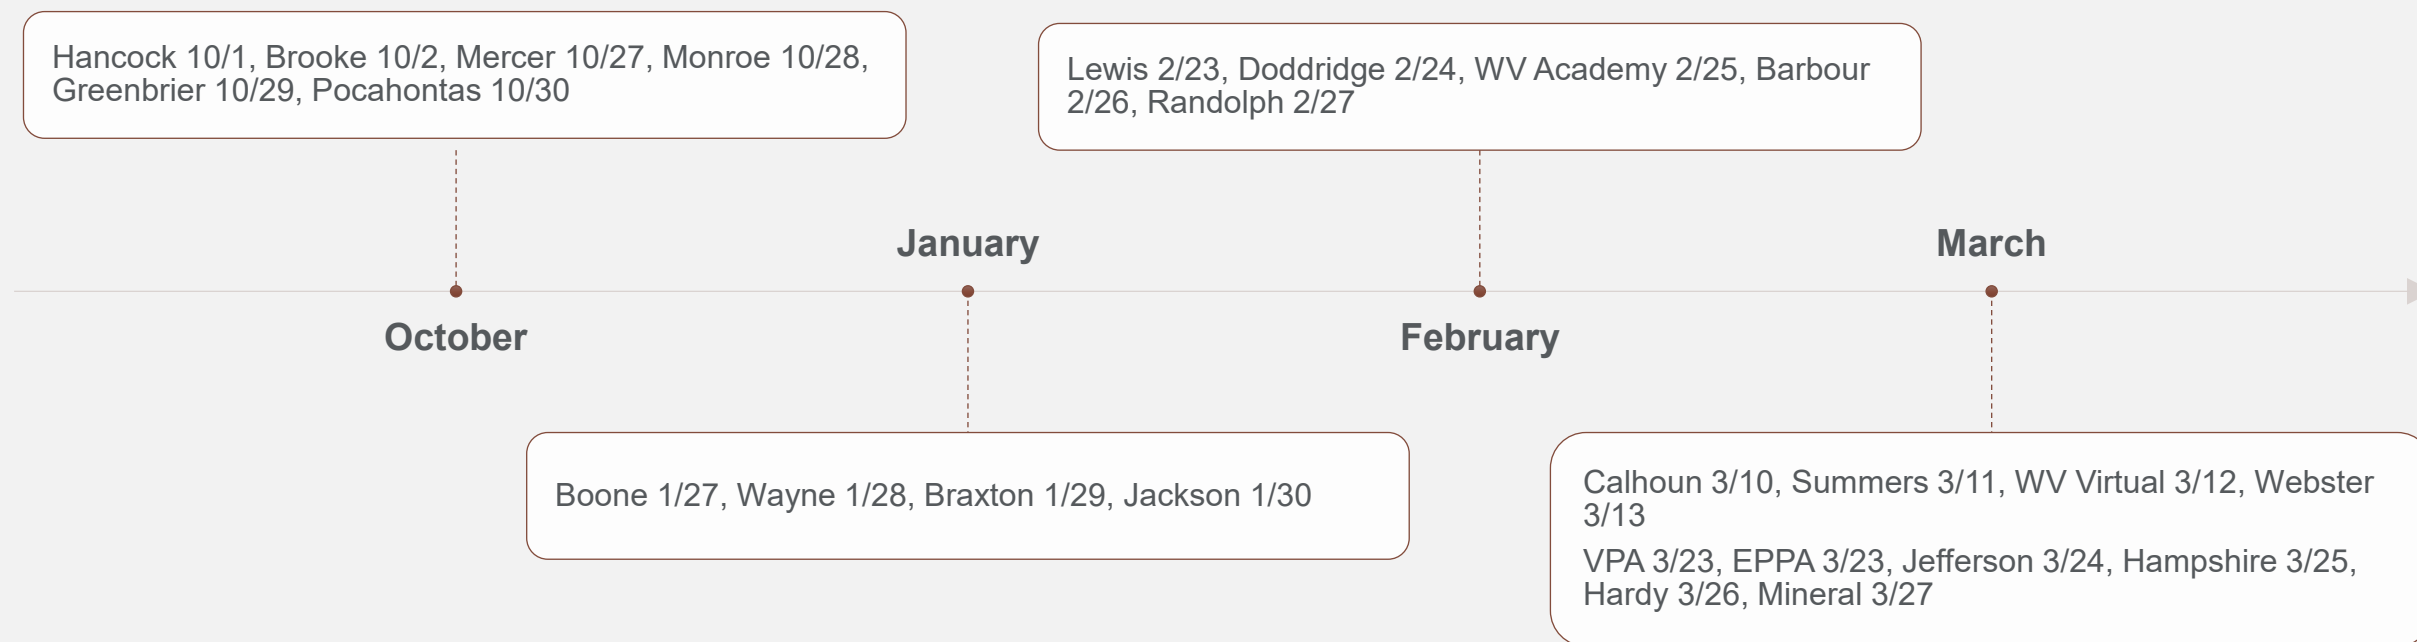 Hancock 10/1, Brooke 10/2, Mercer 10/27, Monroe 10/28,
Greenbrier 10/29, Pocahontas 10/30
Lewis 2/23, Doddridge 2/24, WV Academy 2/25, Barbour
2/26, Randolph 2/27
January
March
October
February
Boone 1/27, Wayne 1/28, Braxton 1/29, Jackson 1/30
Calhoun 3/10, Summers 3/11, WV Virtual 3/12, Webster
3/13
VPA 3/23, EPPA 3/23, Jefferson 3/24, Hampshire 3/25,
Hardy 3/26, Mineral 3/27